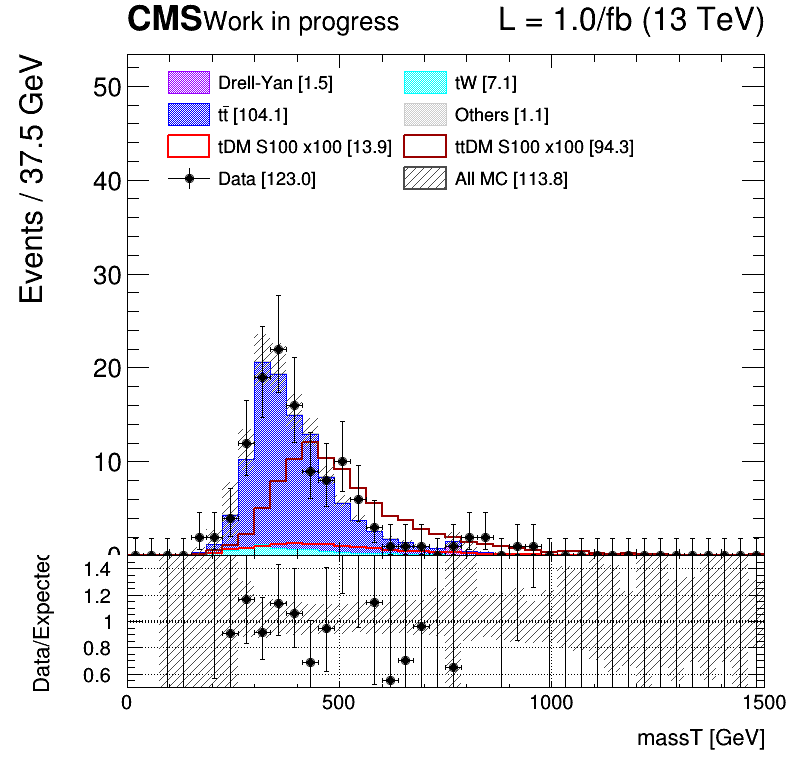 CMS Work in progress L = 1.0/fb (13 TeV)
Events / 37.5 GeV
50
40
30
20
10
0
Drell-Yan [1.5] tW [7.1]
tt̄ [104.1] Others [1.1]
tDM S100 x100 [13.9] ttDM S100 x100 [94.3]
Data [123.0] All MC [113.8]
Data/Expected
1.4
1.2
1
0.8
0.6
0 500 1000 1500
massT [GeV]